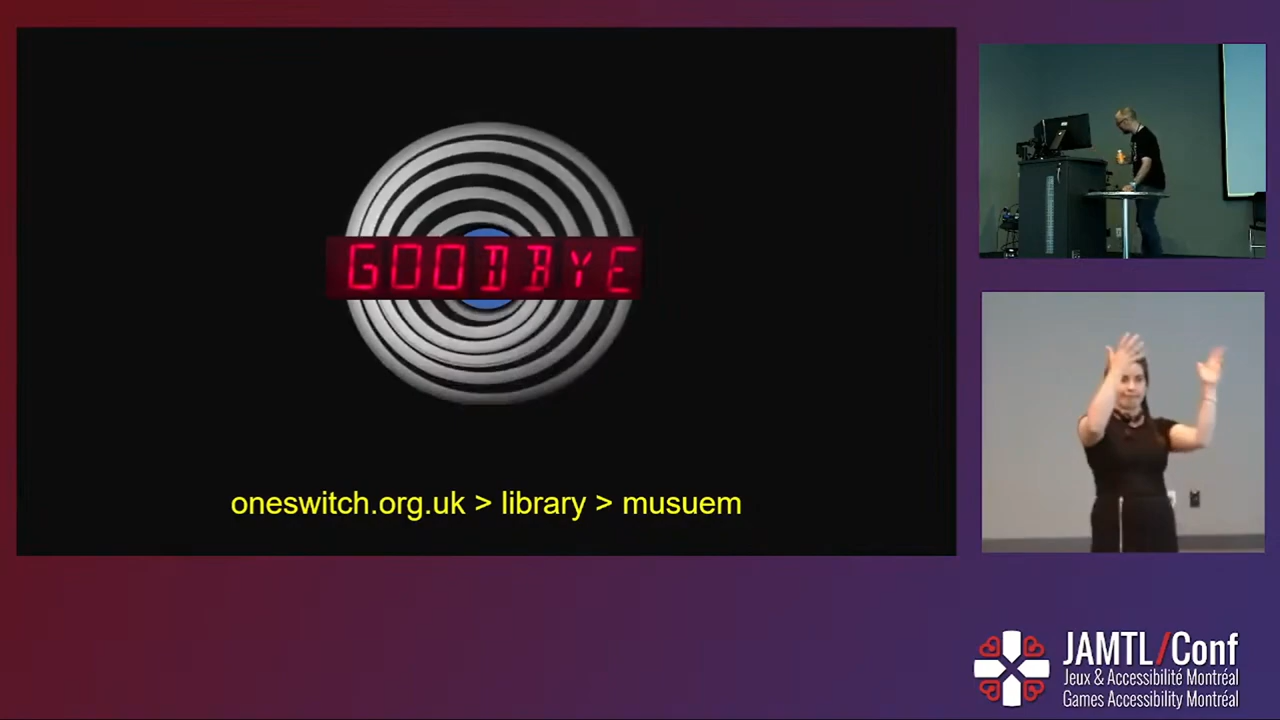 GOODBYE
oneswitch.org.uk > library > musuem
JAMTL/Conf
Jeux & Accessibilité Montréal
Games Accessibility Montréal